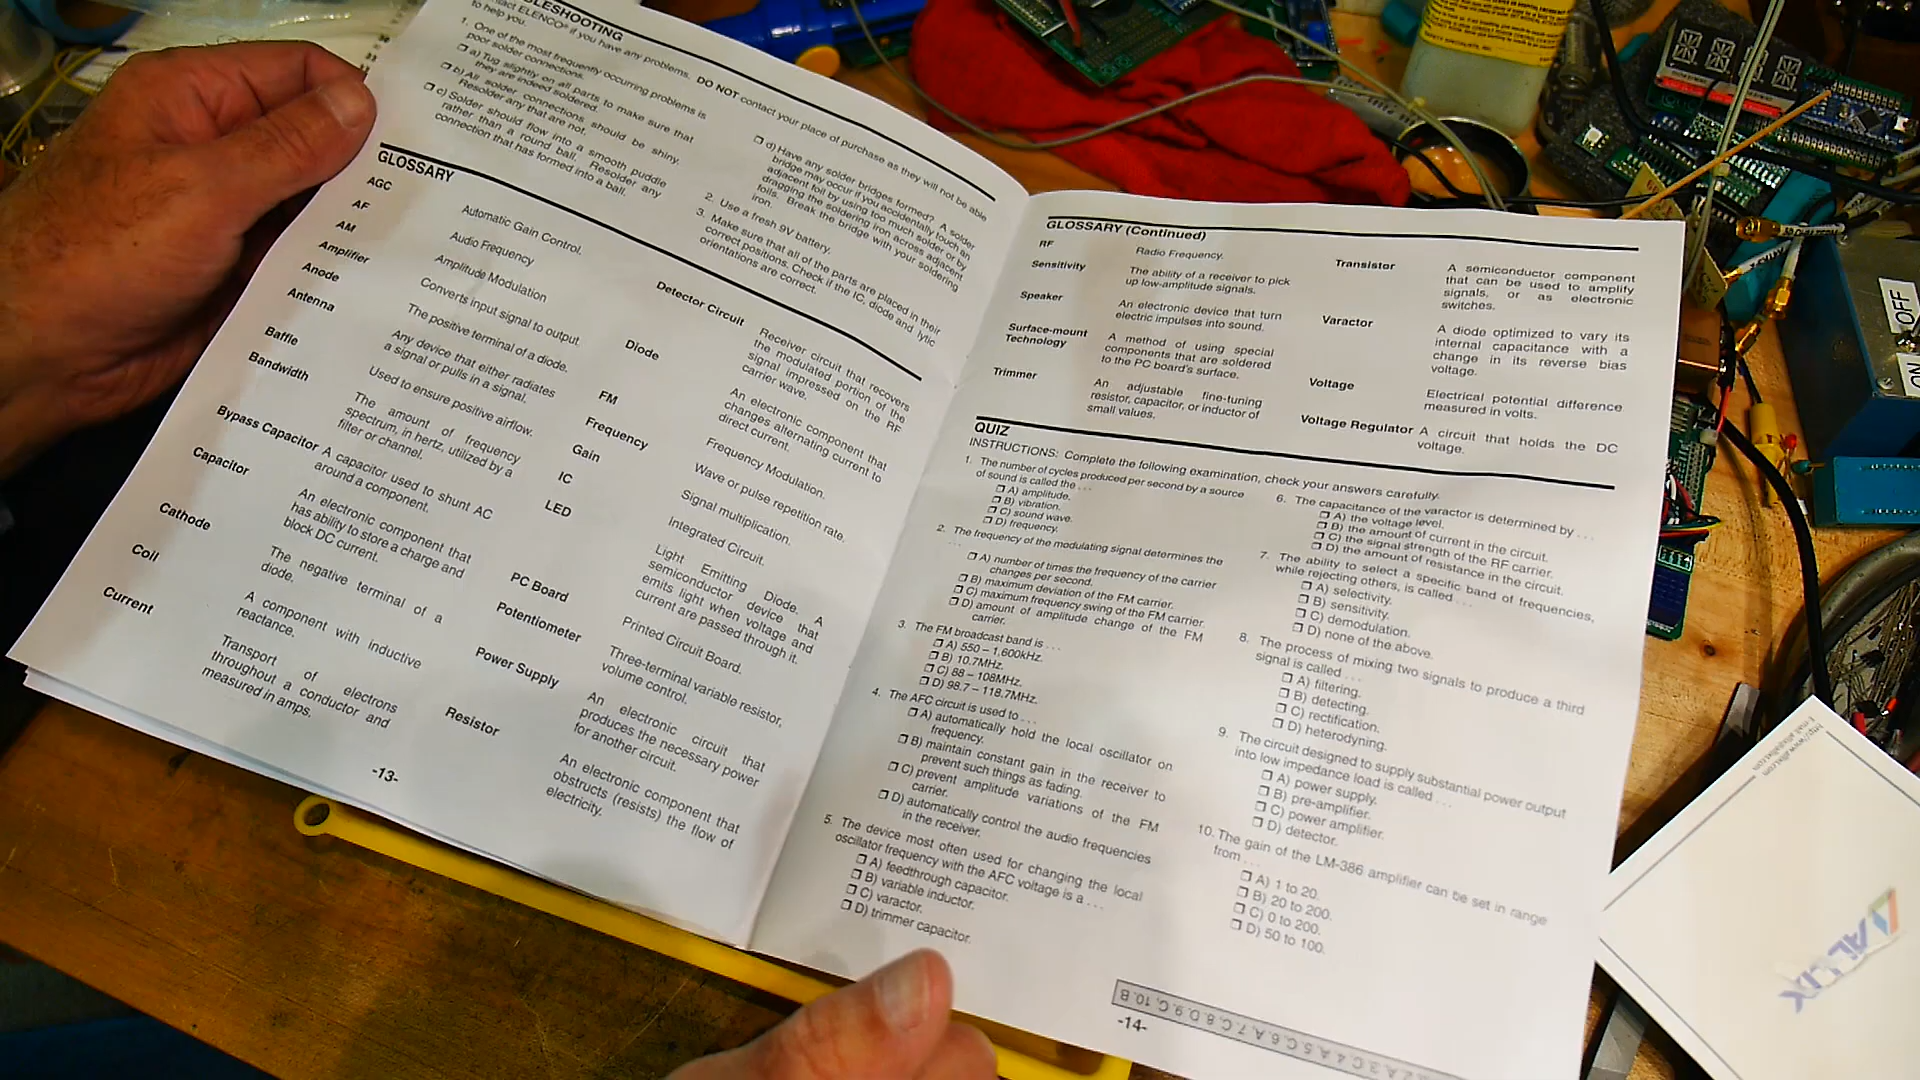 BLESHOOTING
ntact ELENCO® if you have any problems. DO NOT contact your place of purchase as they will not be able
to help you.
1. One of the most frequently occurring problems is
poor solder connections.
❒ a) Tug slightly on all parts to make sure that
they are indeed soldered.
❒ b) All solder connections should be shiny.
Resolder any that are not.
❒ c) Solder should flow into a smooth puddle
rather than a round ball. Resolder any
connection that has formed into a ball.
❒ d) Have any solder bridges formed? A solder
bridge may occur if you accidentally touch an
adjacent foil by using too much solder or by
dragging the soldering iron across adjacent
foils. Break the bridge with your soldering
iron.
2. Use a fresh 9V battery.
3. Make sure that all of the parts are placed in their
correct positions. Check if the IC, diode and lytic
orientations are correct.
GLOSSARY
AGC Automatic Gain Control.
AF Audio Frequency
AM Amplitude Modulation
Amplifier Converts input signal to output.
Anode The positive terminal of a diode.
Antenna Any device that either radiates
a signal or pulls in a signal.
Baffle Used to ensure positive airflow.
Bandwidth The amount of frequency
spectrum, in hertz, utilized by a
filter or channel.
Bypass Capacitor A capacitor used to shunt AC
around a component.
Capacitor An electronic component that
has ability to store a charge and
block DC current.
Cathode The negative terminal of a
diode.
Coil A component with inductive
reactance.
Current Transport of electrons
throughout a conductor and
measured in amps.
Detector Circuit Receiver circuit that recovers
the modulated portion of the
signal impressed on the RF
carrier wave.
Diode An electronic component that
changes alternating current to
direct current.
FM Frequency Modulation.
Frequency Wave or pulse repetition rate.
Gain Signal multiplication.
IC Integrated Circuit.
LED Light Emitting Diode. A
semiconductor device that
emits light when voltage and
current are passed through it.
PC Board Printed Circuit Board.
Potentiometer Three-terminal variable resistor,
volume control.
Power Supply An electronic circuit that
produces the necessary power
for another circuit.
Resistor An electronic component that
obstructs (resists) the flow of
electricity.
-13-
GLOSSARY (Continued)
RF Radio Frequency.
Sensitivity The ability of a receiver to pick
up low-amplitude signals.
Speaker An electronic device that turn
electric impulses into sound.
Surface-mount A method of using special
Technology components that are soldered
to the PC board's surface.
Trimmer An adjustable fine-tuning
resistor, capacitor, or inductor of
small values.
Transistor A semiconductor component
that can be used to amplify
signals, or as electronic
switches.
Varactor A diode optimized to vary its
internal capacitance with a
change in its reverse bias
voltage.
Voltage Electrical potential difference
measured in volts.
Voltage Regulator A circuit that holds the DC
voltage.
QUIZ
INSTRUCTIONS: Complete the following examination, check your answers carefully.
1. The number of cycles produced per second by a source
of sound is called the . . .
❒ A) amplitude.
❒ B) vibration.
❒ C) sound wave.
❒ D) frequency.
2. The frequency of the modulating signal determines the
. . .
❒ A) number of times the frequency of the carrier
changes per second.
❒ B) maximum deviation of the FM carrier.
❒ C) maximum frequency swing of the FM carrier.
❒ D) amount of amplitude change of the FM
carrier.
3. The FM broadcast band is . . .
❒ A) 550 – 1,600kHz.
❒ B) 10.7MHz.
❒ C) 88 – 108MHz.
❒ D) 98.7 – 118.7MHz.
4. The AFC circuit is used to . . .
❒ A) automatically hold the local oscillator on
frequency.
❒ B) maintain constant gain in the receiver to
prevent such things as fading.
❒ C) prevent amplitude variations of the FM
carrier.
❒ D) automatically control the audio frequencies
in the receiver.
5. The device most often used for changing the local
oscillator frequency with the AFC voltage is a . . .
❒ A) feedthrough capacitor.
❒ B) variable inductor.
❒ C) varactor.
❒ D) trimmer capacitor.
6. The capacitance of the varactor is determined by . . .
❒ A) the voltage level.
❒ B) the amount of current in the circuit.
❒ C) the signal strength of the RF carrier.
❒ D) the amount of resistance in the circuit.
7. The ability to select a specific band of frequencies,
while rejecting others, is called . . .
❒ A) selectivity.
❒ B) sensitivity.
❒ C) demodulation.
❒ D) none of the above.
8. The process of mixing two signals to produce a third
signal is called . . .
❒ A) filtering.
❒ B) detecting.
❒ C) rectification.
❒ D) heterodyning.
9. The circuit designed to supply substantial power output
into low impedance load is called . . .
❒ A) power supply.
❒ B) pre-amplifier.
❒ C) power amplifier.
❒ D) detector.
10. The gain of the LM-386 amplifier can be set in range
from . . .
❒ A) 1 to 20.
❒ B) 20 to 200.
❒ C) 0 to 200.
❒ D) 50 to 100.
2.A,3.C,4.A,5.C,6.A,7.C,8.D,9.C,10.B
-14-
OFF
ON